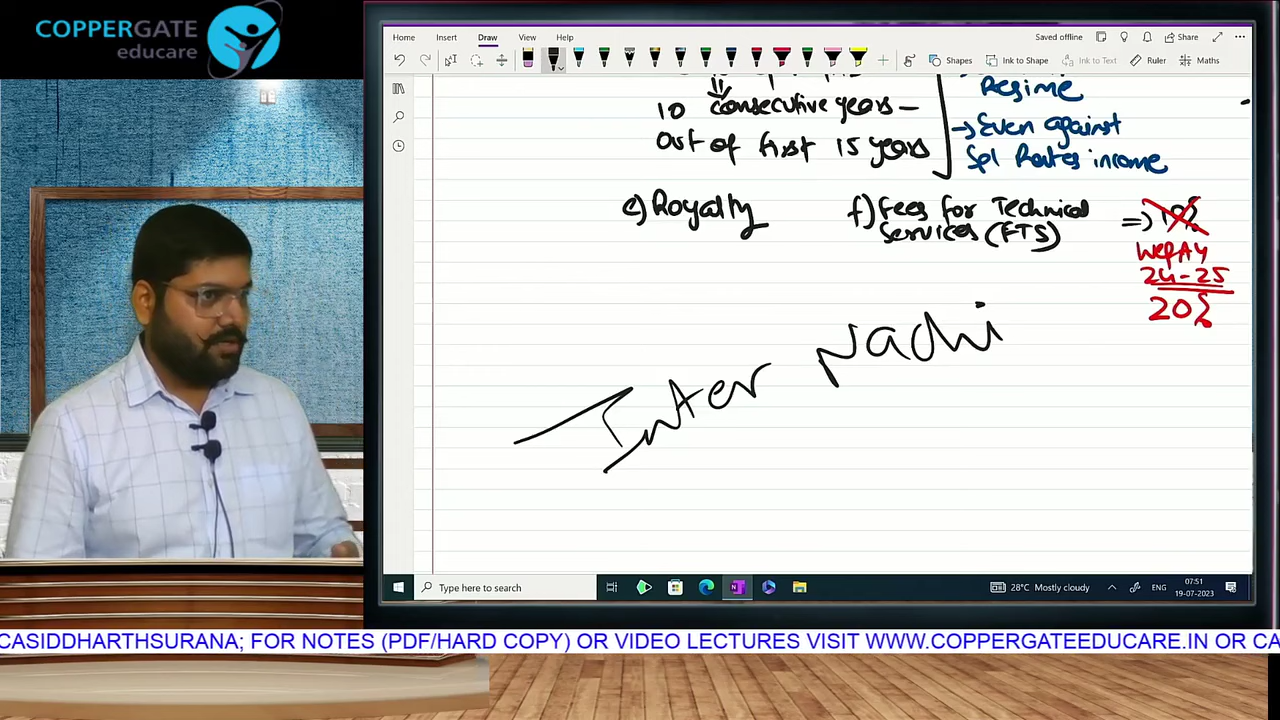 COPPERGATE
educare
Home Insert Draw View Help
Saved offline
Share
Shapes
Ink to Shape
Ink to Text
Ruler
Maths
10 consecutive years –
out of first 15 years
Regime
→ Even against
Spl Rates income
e) Royalty
f) Fees for Technical
Services (FTS)
=> 10%
wef AY
24-25
20%
Inter Nadhi
Type here to search
28°C Mostly cloudy
ENG
07:51
19-07-2023
CASIDDHARTHSURANA; FOR NOTES (PDF/HARD COPY) OR VIDEO LECTURES VISIT WWW.COPPERGATEEDUCARE.IN OR CA